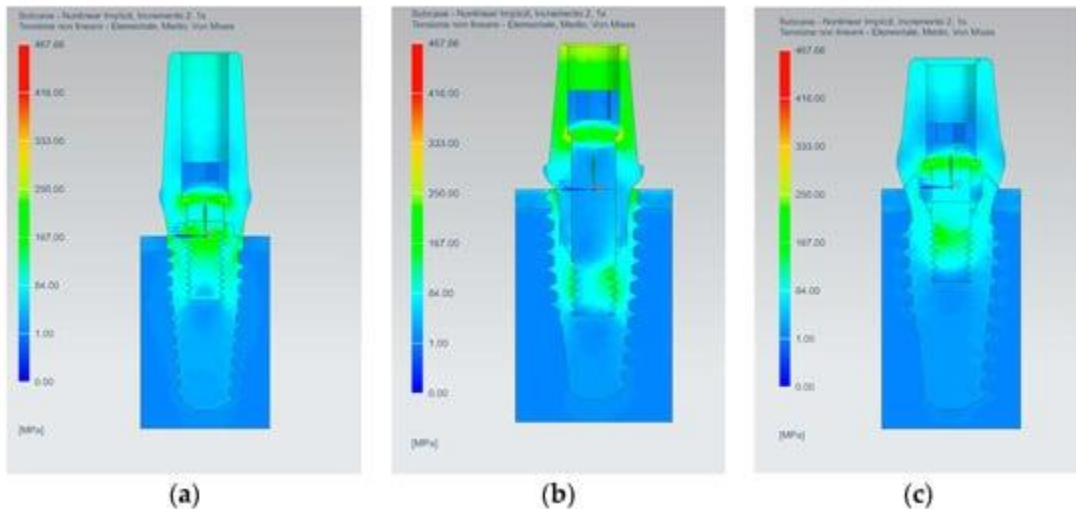 Subcase - Nonlinear Implicit, Incremento 2, 1s
Tensione non lineare - Elementale, Medio, Von Mises
467.66
416.00
333.00
250.00
167.00
84.00
1.00
0.00
[MPa]
(a)
Subcase - Nonlinear Implicit, Incremento 2, 1s
Tensione non lineare - Elementale, Medio, Von Mises
467.66
416.00
333.00
250.00
167.00
84.00
1.00
0.00
[MPa]
(b)
Subcase - Nonlinear Implicit, Incremento 2, 1s
Tensione non lineare - Elementale, Medio, Von Mises
467.66
416.00
333.00
250.00
167.00
84.00
1.00
0.00
[MPa]
(c)